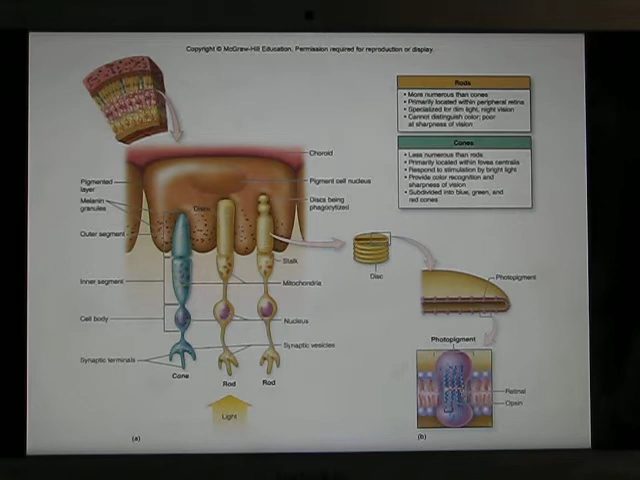 Copyright © McGraw-Hill Education. Permission required for reproduction or display.
Rods
• More numerous than cones
• Primarily located within peripheral retina
• Specialized for dim light, night vision
• Cannot distinguish color; poor
at sharpness of vision
Cones
• Less numerous than rods
• Primarily located within fovea centralis
• Respond to stimulation by bright light
• Provide color recognition and
sharpness of vision
• Subdivided into blue, green, and
red cones
Choroid
Pigmented
layer
Pigment cell nucleus
Melanin
granules
Discs
Discs being
phagocytized
Outer segment
Stalk
Disc
Inner segment
Mitochondria
Photopigment
Cell body
Nucleus
Synaptic vesicles
Synaptic terminals
Cone
Rod
Rod
Light
Photopigment
Retinal
Opsin
(a)
(b)